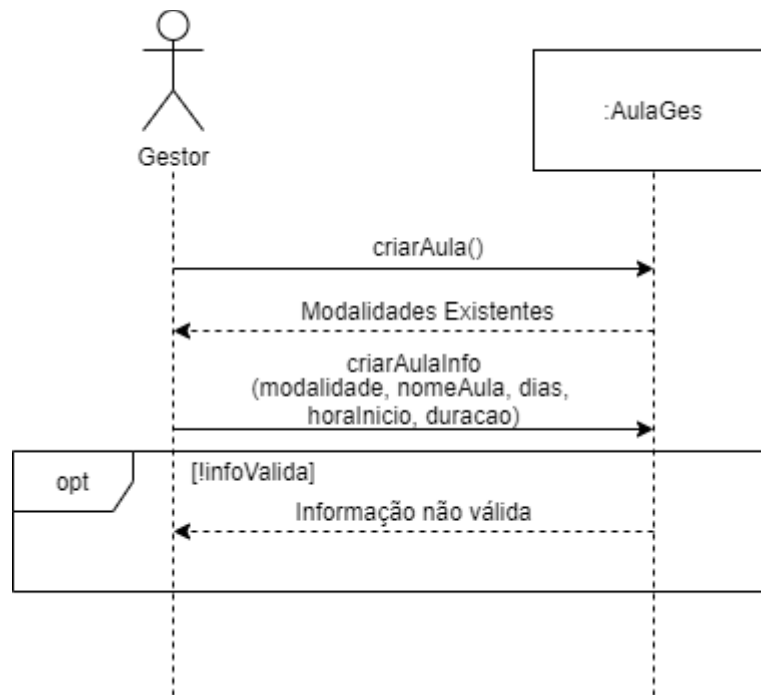 :AulaGes
Gestor
criarAula()
Modalidades Existentes
criarAulaInfo
(modalidade, nomeAula, dias,
horaInicio, duracao)
opt
[!infoValida]
Informação não válida